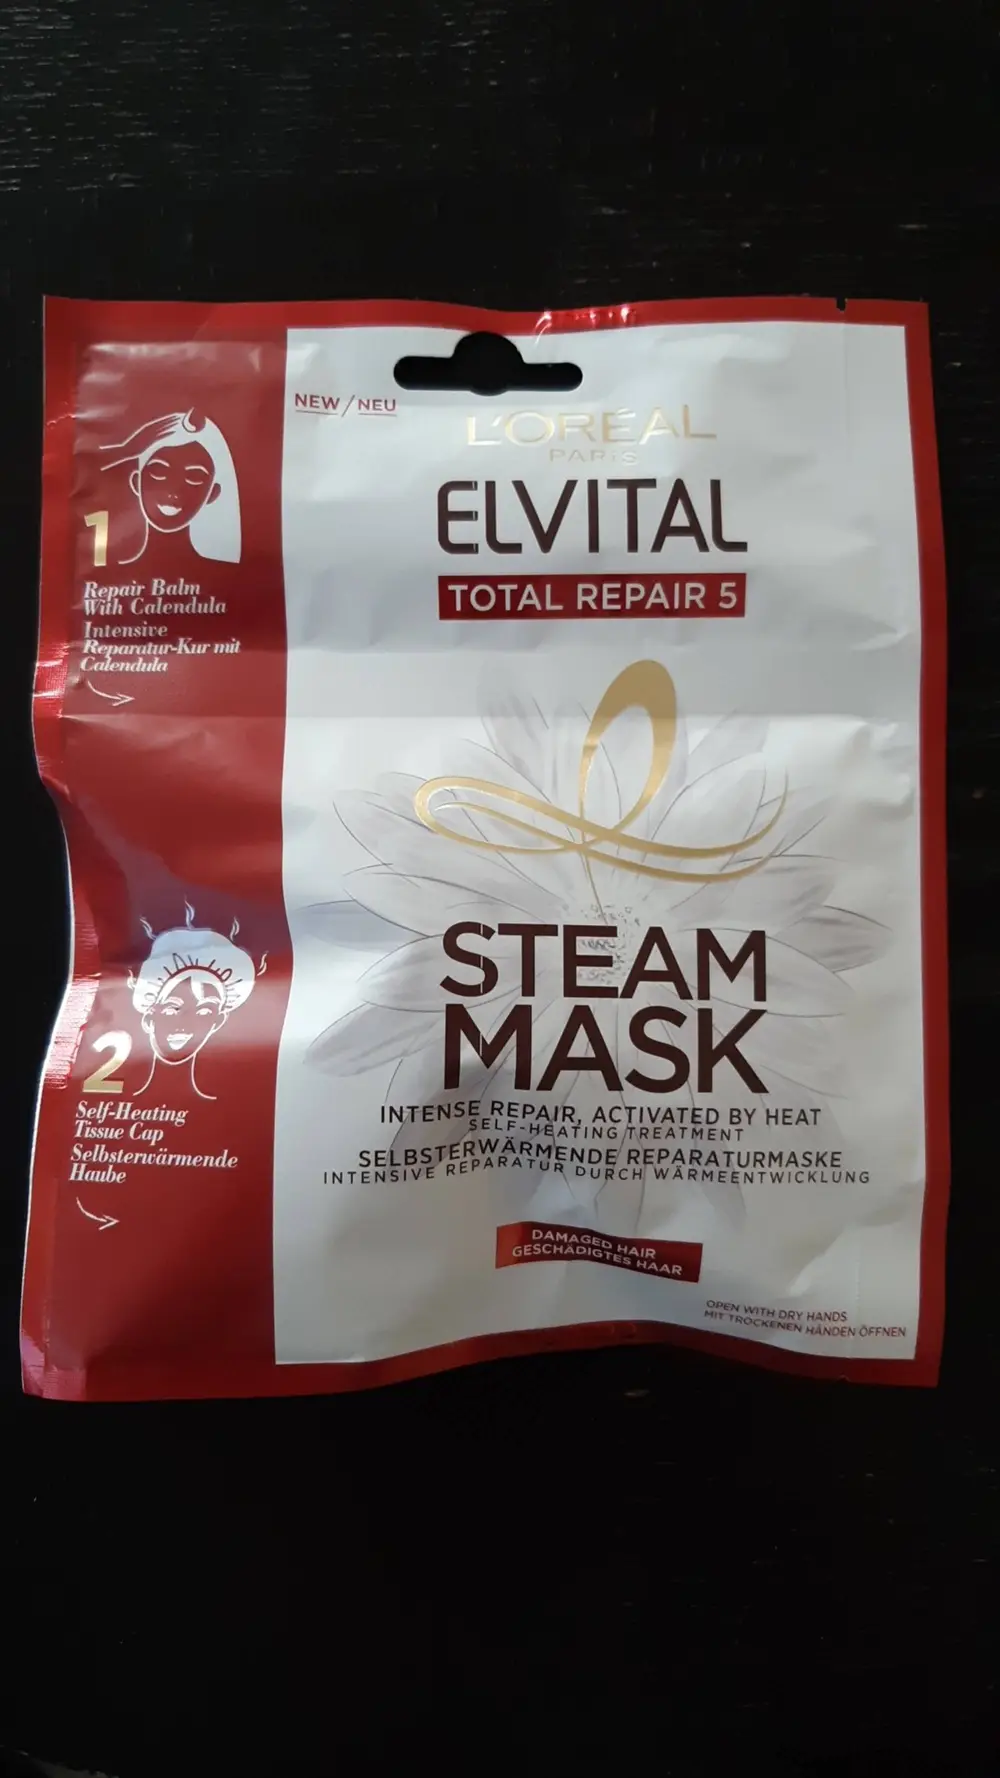 NEW/NEU
L'ORÉAL
PARIS
ELVITAL
TOTAL REPAIR 5
1
Repair Balm
With Calendula
Intensive
Reparatur-Kur mit
Calendula
2
Self-Heating
Tissue Cap
Selbsterwärmende
Haube
STEAM
MASK
INTENSE REPAIR, ACTIVATED BY HEAT
SELF-HEATING TREATMENT
SELBSTERWÄRMENDE REPARATURMASKE
INTENSIVE REPARATUR DURCH WÄRMEENTWICKLUNG
DAMAGED HAIR
GESCHÄDIGTES HAAR
OPEN WITH DRY HANDS
MIT TROCKENEN HÄNDEN ÖFFNEN